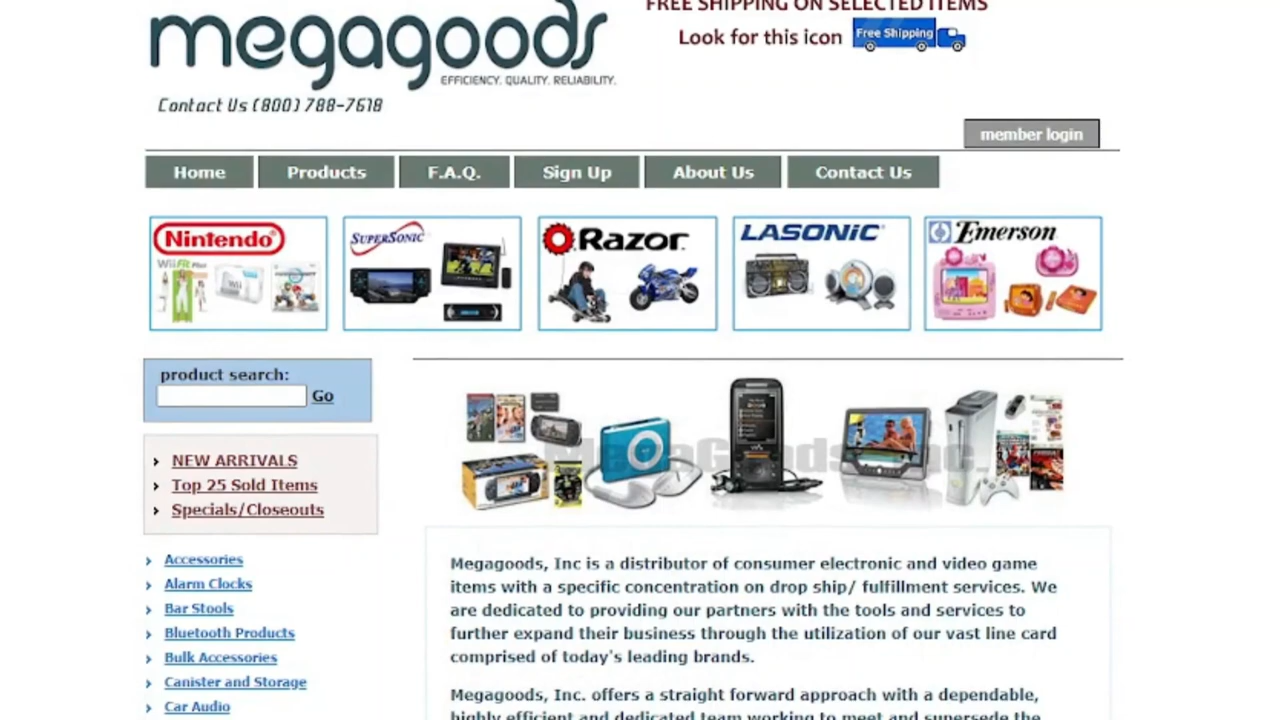 FREE SHIPPING ON SELECTED ITEMS
megagoods
Look for this icon
Free Shipping
EFFICIENCY. QUALITY. RELIABILITY.
Contact Us (800) 788-7618
member login
Home
Products
F.A.Q.
Sign Up
About Us
Contact Us
Nintendo
WiiFit Plus
Wii
SUPERSONIC
Razor
LASONIC
Emerson
product search:
Go
MegaGoods, Inc.
NEW ARRIVALS
Top 25 Sold Items
Specials/Closeouts
Accessories
Alarm Clocks
Bar Stools
Bluetooth Products
Bulk Accessories
Canister and Storage
Car Audio
Megagoods, Inc is a distributor of consumer electronic and video game
items with a specific concentration on drop ship/ fulfillment services. We
are dedicated to providing our partners with the tools and services to
further expand their business through the utilization of our vast line card
comprised of today's leading brands.
Megagoods, Inc. offers a straight forward approach with a dependable,
highly efficient and dedicated team working to meet and supersede the